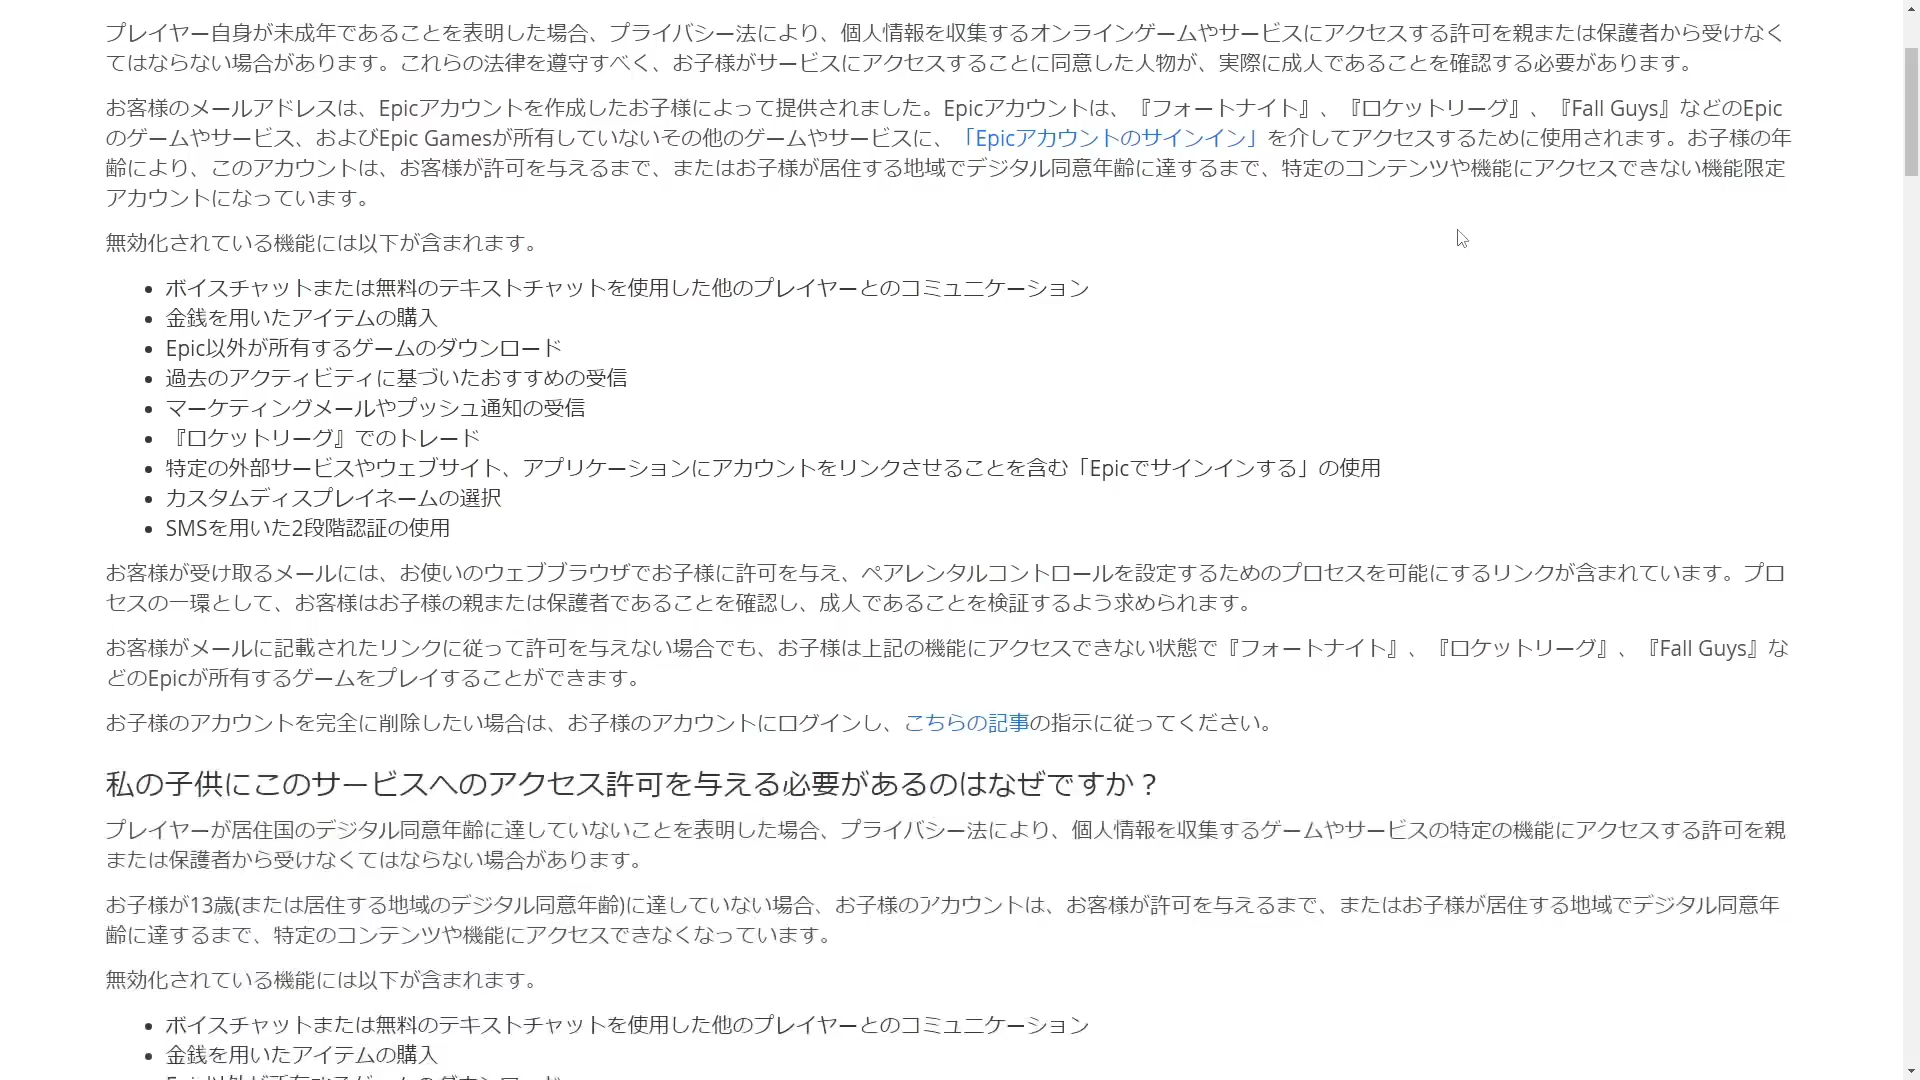 プレイヤー自身が未成年であることを表明した場合、プライバシー法により、個人情報を収集するオンラインゲームやサービスにアクセスする許可を親または保護者から受けなく
てはならない場合があります。これらの法律を遵守すべく、お子様がサービスにアクセスすることに同意した人物が、実際に成人であることを確認する必要があります。
お客様のメールアドレスは、Epicアカウントを作成したお子様によって提供されました。Epicアカウントは、『フォートナイト』、『ロケットリーグ』、『Fall Guys』などのEpic
のゲームやサービス、およびEpic Gamesが所有していないその他のゲームやサービスに、「Epicアカウントのサインイン」を介してアクセスするために使用されます。お子様の年
齢により、このアカウントは、お客様が許可を与えるまで、またはお子様が居住する地域でデジタル同意年齢に達するまで、特定のコンテンツや機能にアクセスできない機能限定
アカウントになっています。
無効化されている機能には以下が含まれます。
• ボイスチャットまたは無料のテキストチャットを使用した他のプレイヤーとのコミュニケーション
• 金銭を用いたアイテムの購入
• Epic以外が所有するゲームのダウンロード
• 過去のアクティビティに基づいたおすすめの受信
• マーケティングメールやプッシュ通知の受信
• 『ロケットリーグ』でのトレード
• 特定の外部サービスやウェブサイト、アプリケーションにアカウントをリンクさせることを含む「Epicでサインインする」の使用
• カスタムディスプレイネームの選択
• SMSを用いた2段階認証の使用
お客様が受け取るメールには、お使いのウェブブラウザでお子様に許可を与え、ペアレンタルコントロールを設定するためのプロセスを可能にするリンクが含まれています。プロ
セスの一環として、お客様はお子様の親または保護者であることを確認し、成人であることを検証するよう求められます。
お客様がメールに記載されたリンクに従って許可を与えない場合でも、お子様は上記の機能にアクセスできない状態で『フォートナイト』、『ロケットリーグ』、『Fall Guys』な
どのEpicが所有するゲームをプレイすることができます。
お子様のアカウントを完全に削除したい場合は、お子様のアカウントにログインし、こちらの記事の指示に従ってください。
私の子供にこのサービスへのアクセス許可を与える必要があるのはなぜですか？
プレイヤーが居住国のデジタル同意年齢に達していないことを表明した場合、プライバシー法により、個人情報を収集するゲームやサービスの特定の機能にアクセスする許可を親
または保護者から受けなくてはならない場合があります。
お子様が13歳(または居住する地域のデジタル同意年齢)に達していない場合、お子様のアカウントは、お客様が許可を与えるまで、またはお子様が居住する地域でデジタル同意年
齢に達するまで、特定のコンテンツや機能にアクセスできなくなっています。
無効化されている機能には以下が含まれます。
• ボイスチャットまたは無料のテキストチャットを使用した他のプレイヤーとのコミュニケーション
• 金銭を用いたアイテムの購入
Epic以外が所有するゲームのダウンロード